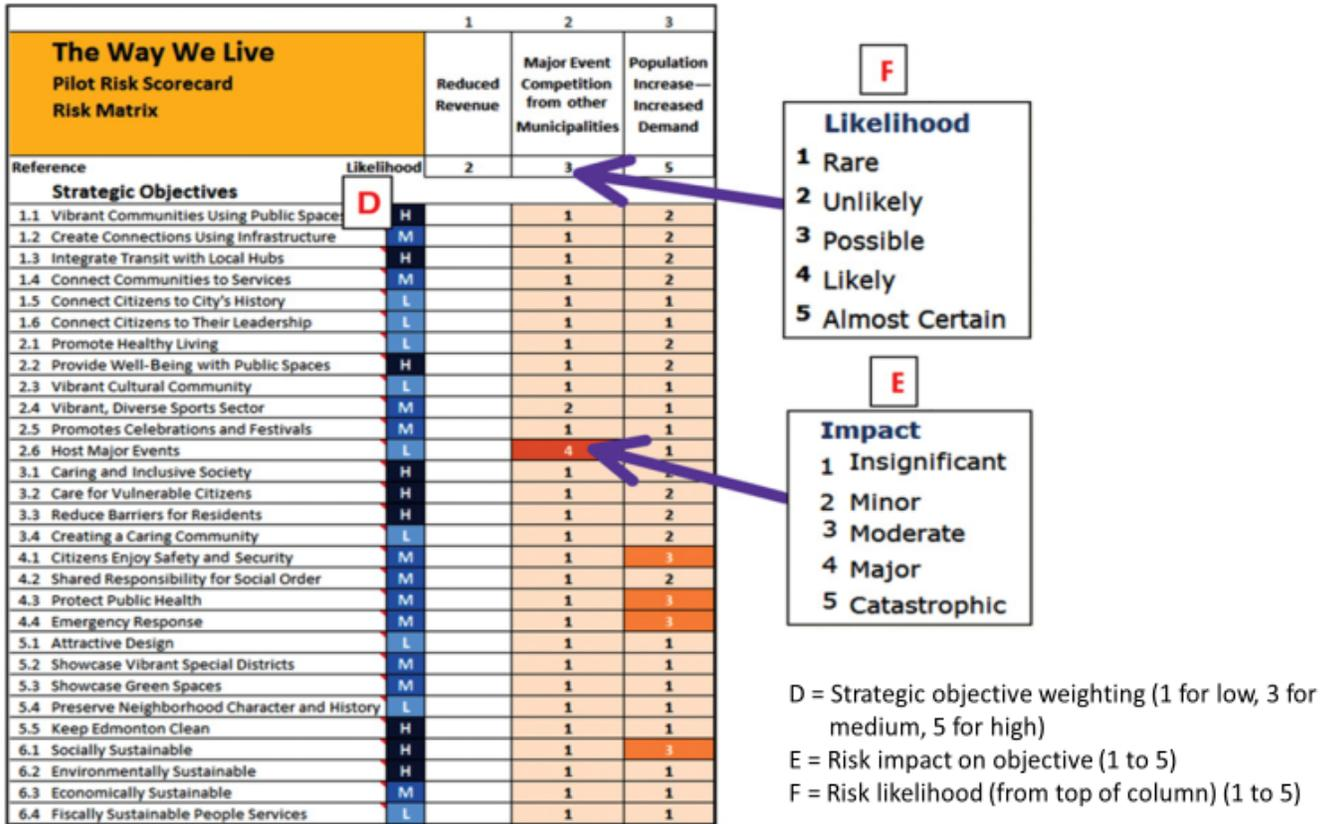 1 2 3
The Way We Live
Pilot Risk Scorecard
Risk Matrix
Reduced Revenue
Major Event Competition from other Municipalities
Population Increase—Increased Demand
Reference Likelihood 2 3 5
Strategic Objectives
D
1.1 Vibrant Communities Using Public Spaces H 1 2
1.2 Create Connections Using Infrastructure M 1 2
1.3 Integrate Transit with Local Hubs H 1 2
1.4 Connect Communities to Services M 1 2
1.5 Connect Citizens to City's History L 1 1
1.6 Connect Citizens to Their Leadership L 1 1
2.1 Promote Healthy Living L 1 2
2.2 Provide Well-Being with Public Spaces H 1 2
2.3 Vibrant Cultural Community L 1 1
2.4 Vibrant, Diverse Sports Sector M 2 1
2.5 Promotes Celebrations and Festivals M 1 1
2.6 Host Major Events L 4 1
3.1 Caring and Inclusive Society H 1 2
3.2 Care for Vulnerable Citizens H 1 2
3.3 Reduce Barriers for Residents H 1 2
3.4 Creating a Caring Community L 1 2
4.1 Citizens Enjoy Safety and Security M 1 3
4.2 Shared Responsibility for Social Order M 1 2
4.3 Protect Public Health M 1 3
4.4 Emergency Response M 1 3
5.1 Attractive Design L 1 1
5.2 Showcase Vibrant Special Districts M 1 1
5.3 Showcase Green Spaces M 1 1
5.4 Preserve Neighborhood Character and History L 1 1
5.5 Keep Edmonton Clean H 1 1
6.1 Socially Sustainable H 1 3
6.2 Environmentally Sustainable H 1 1
6.3 Economically Sustainable M 1 1
6.4 Fiscally Sustainable People Services L 1 1
F
Likelihood
1 Rare
2 Unlikely
3 Possible
4 Likely
5 Almost Certain
E
Impact
1 Insignificant
2 Minor
3 Moderate
4 Major
5 Catastrophic
D = Strategic objective weighting (1 for low, 3 for
medium, 5 for high)
E = Risk impact on objective (1 to 5)
F = Risk likelihood (from top of column) (1 to 5)